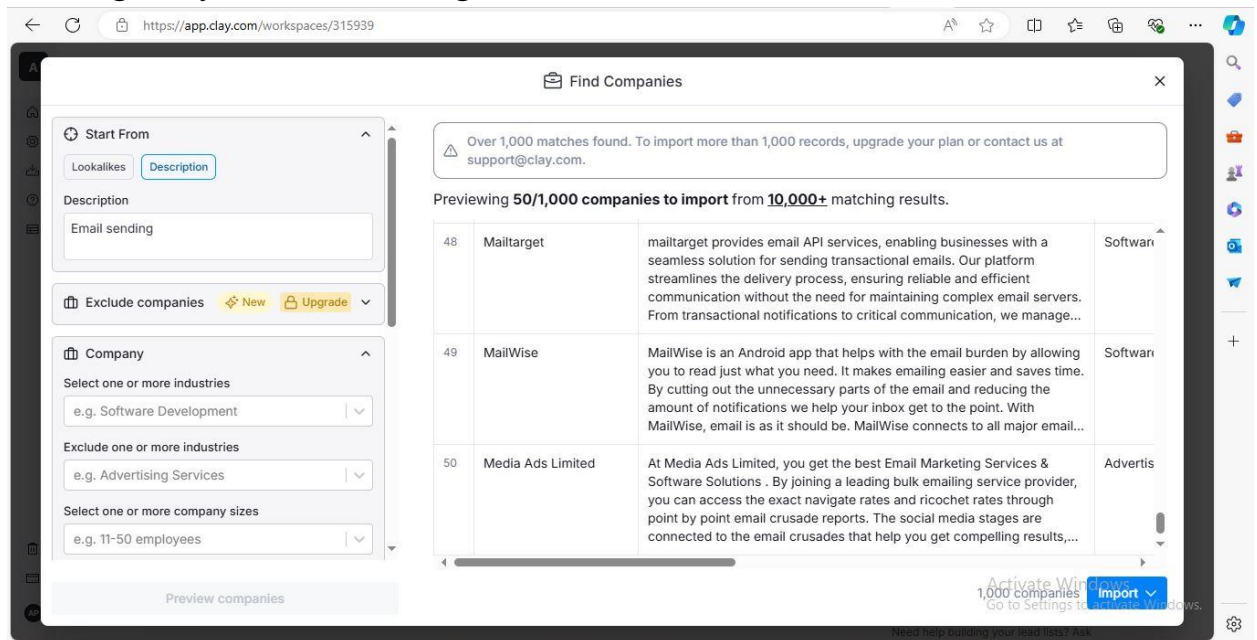 https://app.clay.com/workspaces/315939
Find Companies
Start From
Lookalikes
Description
Description
Email sending
Exclude companies
New
Upgrade
Company
Select one or more industries
e.g. Software Development
Exclude one or more industries
e.g. Advertising Services
Select one or more company sizes
e.g. 11-50 employees
Preview companies
Over 1,000 matches found. To import more than 1,000 records, upgrade your plan or contact us at
support@clay.com.
Previewing 50/1,000 companies to import from 10,000+ matching results.
48
Mailtarget
mailtarget provides email API services, enabling businesses with a
seamless solution for sending transactional emails. Our platform
streamlines the delivery process, ensuring reliable and efficient
communication without the need for maintaining complex email servers.
From transactional notifications to critical communication, we manage...
Software
49
MailWise
MailWise is an Android app that helps with the email burden by allowing
you to read just what you need. It makes emailing easier and saves time.
By cutting out the unnecessary parts of the email and reducing the
amount of notifications we help your inbox get to the point. With
MailWise, email is as it should be. MailWise connects to all major email...
Software
50
Media Ads Limited
At Media Ads Limited, you get the best Email Marketing Services &
Software Solutions . By joining a leading bulk emailing service provider,
you can access the exact navigate rates and ricochet rates through
point by point email crusade reports. The social media stages are
connected to the email crusades that help you get compelling results,...
Advertis
1,000 companies
Import
Activate Windows
Go to Settings to activate Windows.
Need help building your lead lists? Ask